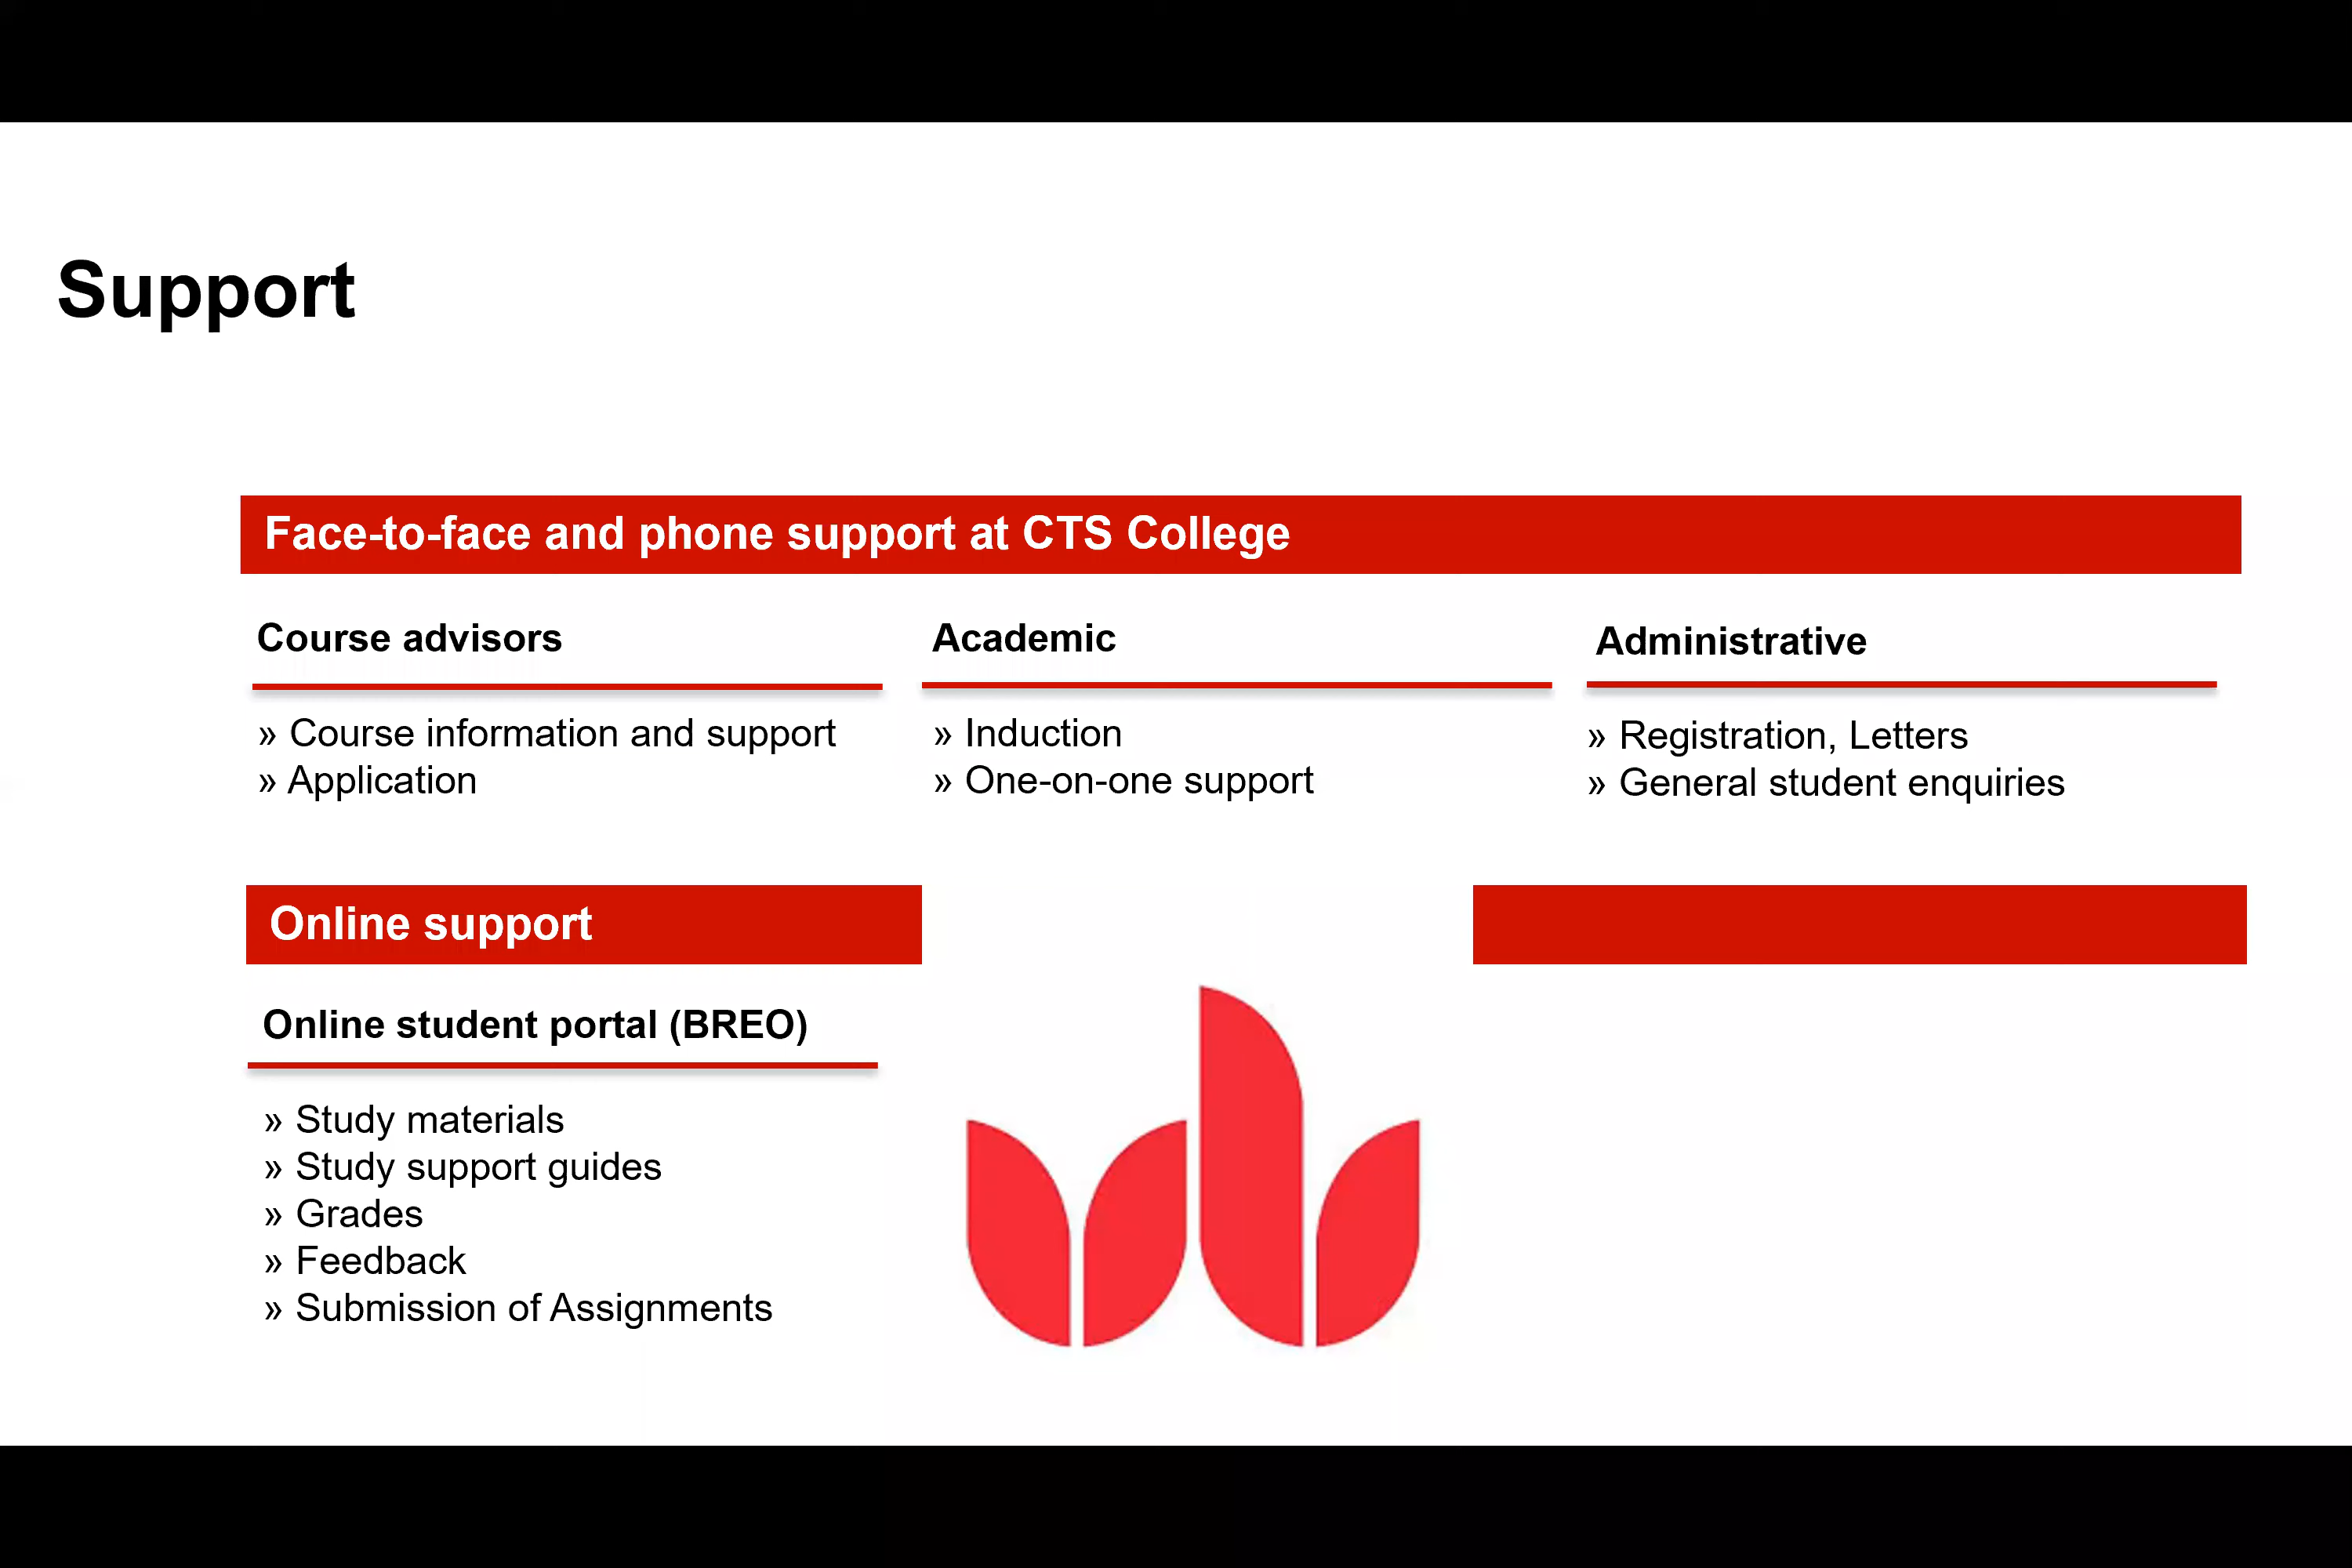 Support
Face-to-face and phone support at CTS College
Course advisors
» Course information and support
» Application
Academic
» Induction
» One-on-one support
Administrative
» Registration, Letters
» General student enquiries
Online support
Online student portal (BREO)
» Study materials
» Study support guides
» Grades
» Feedback
» Submission of Assignments